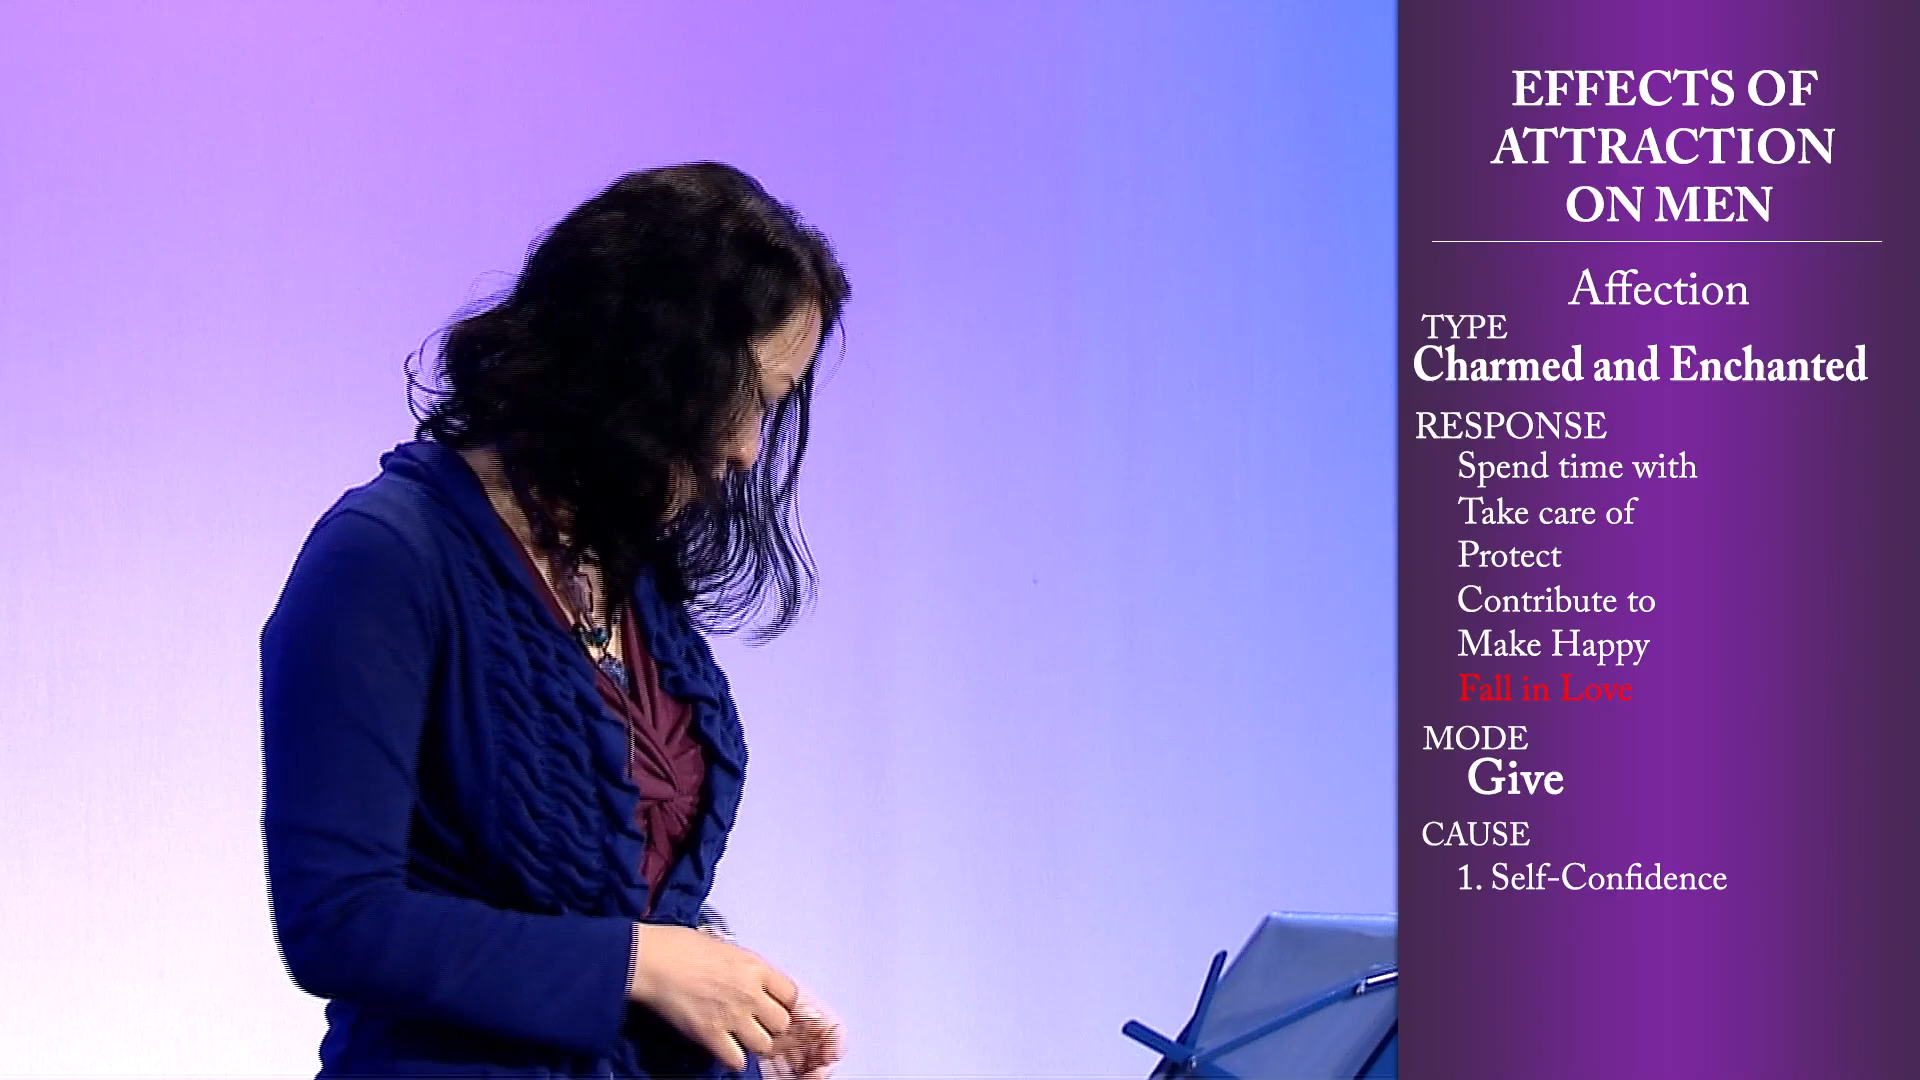 EFFECTS OF
ATTRACTION
ON MEN
Affection
TYPE
Charmed and Enchanted
RESPONSE
Spend time with
Take care of
Protect
Contribute to
Make Happy
Fall in Love
MODE
Give
CAUSE
1. Self-Confidence